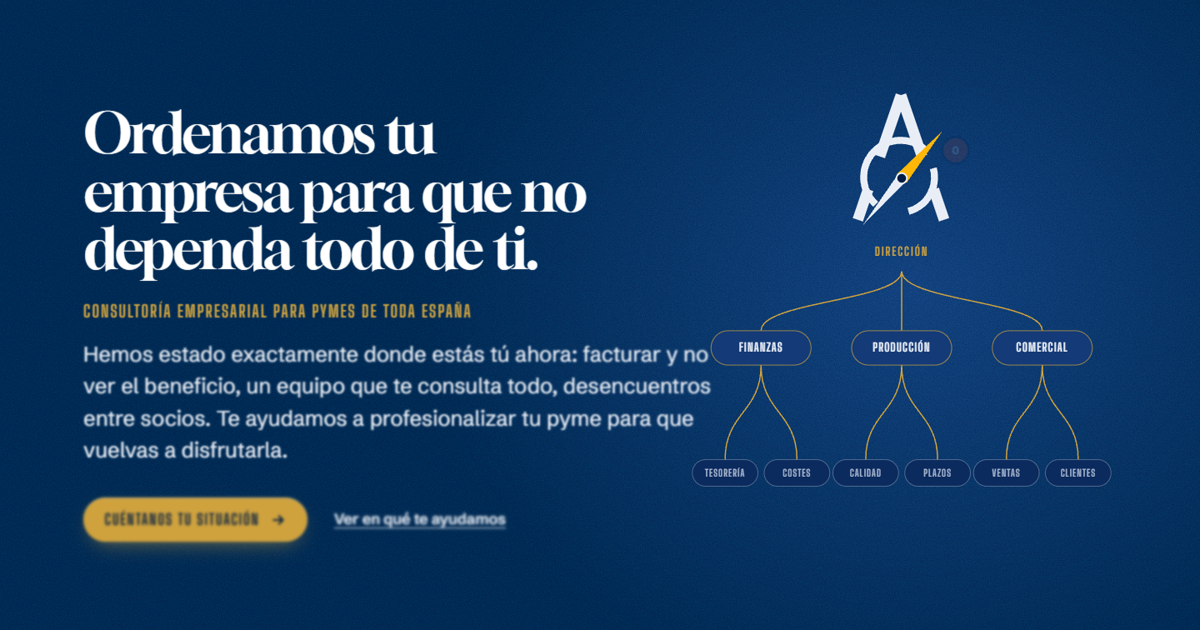 Ordenamos tu
empresa para que no
dependa todo de ti.
CONSULTORÍA EMPRESARIAL PARA PYMES DE TODA ESPAÑA
Hemos estado exactamente donde estás tú ahora: facturar y no
ver el beneficio, un equipo que te consulta todo, desencuentros
entre socios. Te ayudamos a profesionalizar tu pyme para que
vuelvas a disfrutarla.
CUÉNTANOS TU SITUACIÓN →
Ver en qué te ayudamos
0
DIRECCIÓN
FINANZAS
PRODUCCIÓN
COMERCIAL
TESORERÍA
COSTES
CALIDAD
PLAZOS
VENTAS
CLIENTES